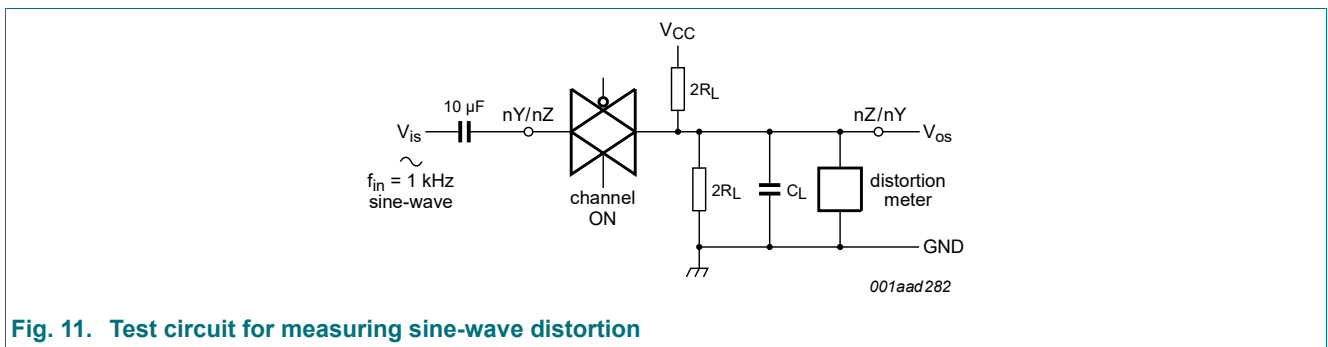 V_CC
2R_L
10 μF
nY/nZ
nZ/nY
V_is
V_os
f_in = 1 kHz
sine-wave
channel
ON
2R_L
C_L
distortion
meter
GND
001aad282
Fig. 11. Test circuit for measuring sine-wave distortion